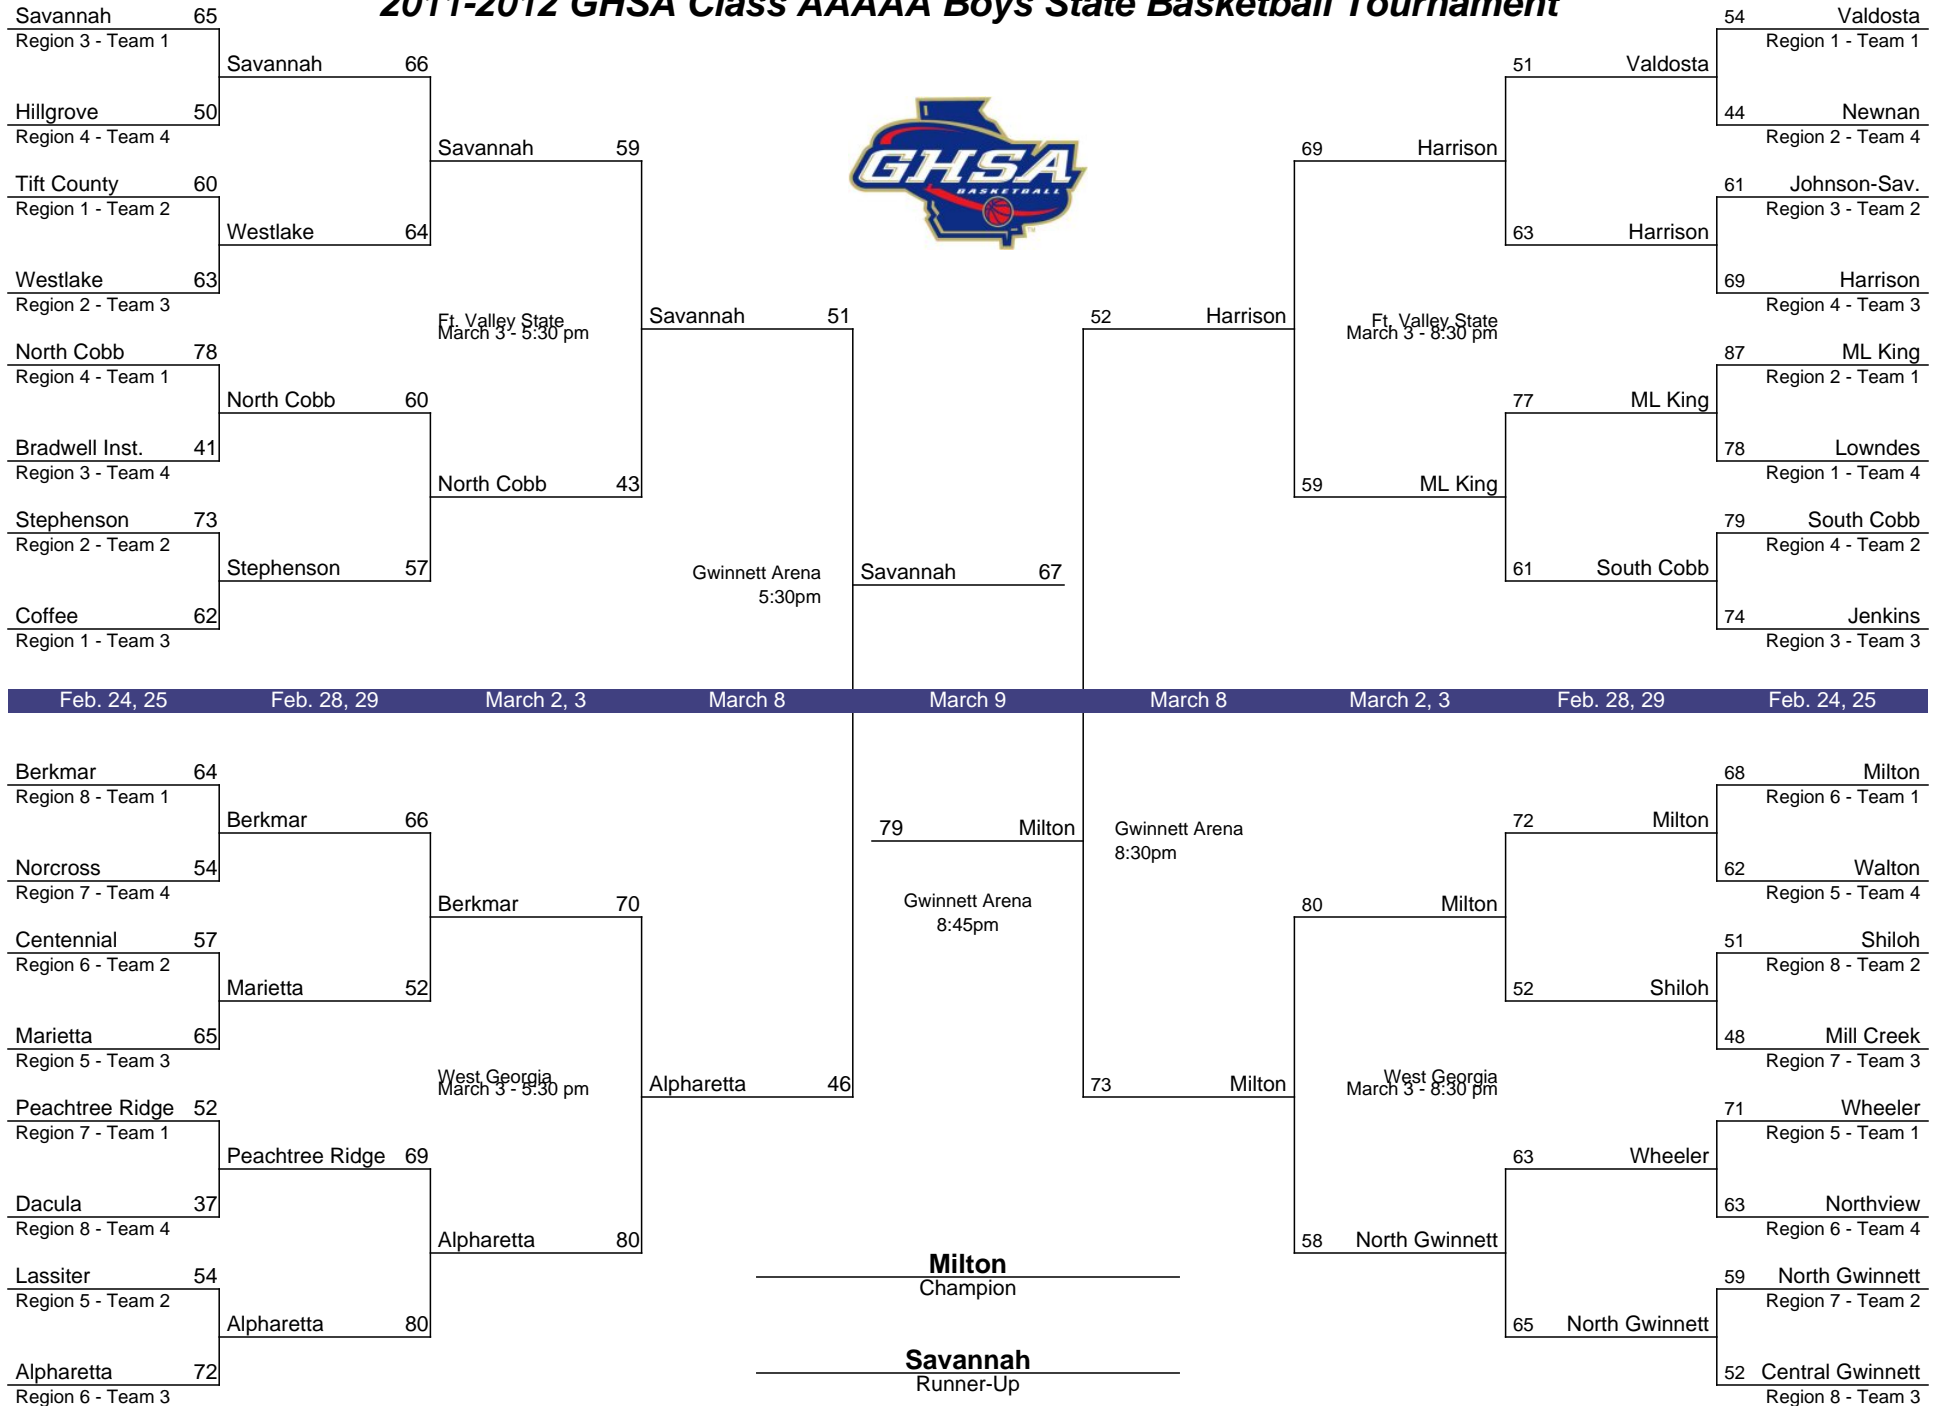 2011-2012 GHSA Class AAAAA Boys State Basketball Tournament
Savannah 65
Region 3 - Team 1
Hillgrove 50
Region 4 - Team 4
Tift County 60
Region 1 - Team 2
Westlake 63
Region 2 - Team 3
North Cobb 78
Region 4 - Team 1
Bradwell Inst. 41
Region 3 - Team 4
Stephenson 73
Region 2 - Team 2
Coffee 62
Region 1 - Team 3
Savannah 66
Westlake 64
North Cobb 60
Stephenson 57
Savannah 59
Ft. Valley State
March 3 - 5:30 pm
North Cobb 43
Savannah 51
Gwinnett Arena
5:30pm
Savannah 67
GHSA
BASKETBALL
TM
52 Harrison
69 Harrison
Ft. Valley State
March 3 - 8:30 pm
59 ML King
51 Valdosta
63 Harrison
77 ML King
61 South Cobb
54 Valdosta
Region 1 - Team 1
44 Newnan
Region 2 - Team 4
61 Johnson-Sav.
Region 3 - Team 2
69 Harrison
Region 4 - Team 3
87 ML King
Region 2 - Team 1
78 Lowndes
Region 1 - Team 4
79 South Cobb
Region 4 - Team 2
74 Jenkins
Region 3 - Team 3
Feb. 24, 25 Feb. 28, 29 March 2, 3 March 8 March 9 March 8 March 2, 3 Feb. 28, 29 Feb. 24, 25
Berkmar 64
Region 8 - Team 1
Norcross 54
Region 7 - Team 4
Centennial 57
Region 6 - Team 2
Marietta 65
Region 5 - Team 3
Peachtree Ridge 52
Region 7 - Team 1
Dacula 37
Region 8 - Team 4
Lassiter 54
Region 5 - Team 2
Alpharetta 72
Region 6 - Team 3
Berkmar 66
Marietta 52
Peachtree Ridge 69
Alpharetta 80
Berkmar 70
West Georgia
March 3 - 5:30 pm
Alpharetta 80
Alpharetta 46
79 Milton
Gwinnett Arena
8:45pm
Gwinnett Arena
8:30pm
73 Milton
80 Milton
West Georgia
March 3 - 8:30 pm
58 North Gwinnett
72 Milton
52 Shiloh
63 Wheeler
65 North Gwinnett
68 Milton
Region 6 - Team 1
62 Walton
Region 5 - Team 4
51 Shiloh
Region 8 - Team 2
48 Mill Creek
Region 7 - Team 3
71 Wheeler
Region 5 - Team 1
63 Northview
Region 6 - Team 4
59 North Gwinnett
Region 7 - Team 2
52 Central Gwinnett
Region 8 - Team 3
Milton
Champion
Savannah
Runner-Up